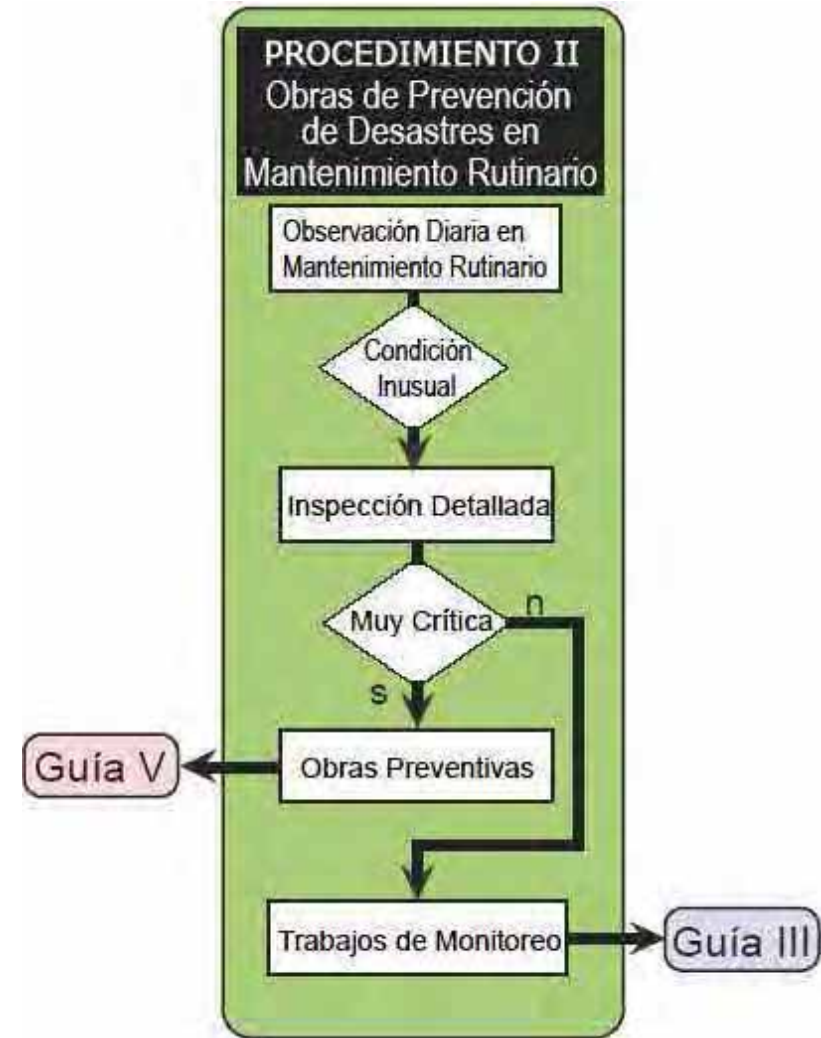 PROCEDIMIENTO II
Obras de Prevención
de Desastres en
Mantenimiento Rutinario
Observación Diaria en
Mantenimiento Rutinario
Condición
Inusual
Inspección Detallada
Muy Crítica
n
s
Guía V
Obras Preventivas
Trabajos de Monitoreo
Guía III